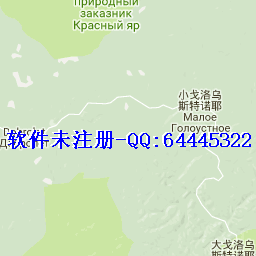 природный
заказник
Красный яр
小戈洛乌
斯特诺耶
Малое
Голоустное
软件未注册-QQ:64445322
大戈洛乌
斯特诺耶